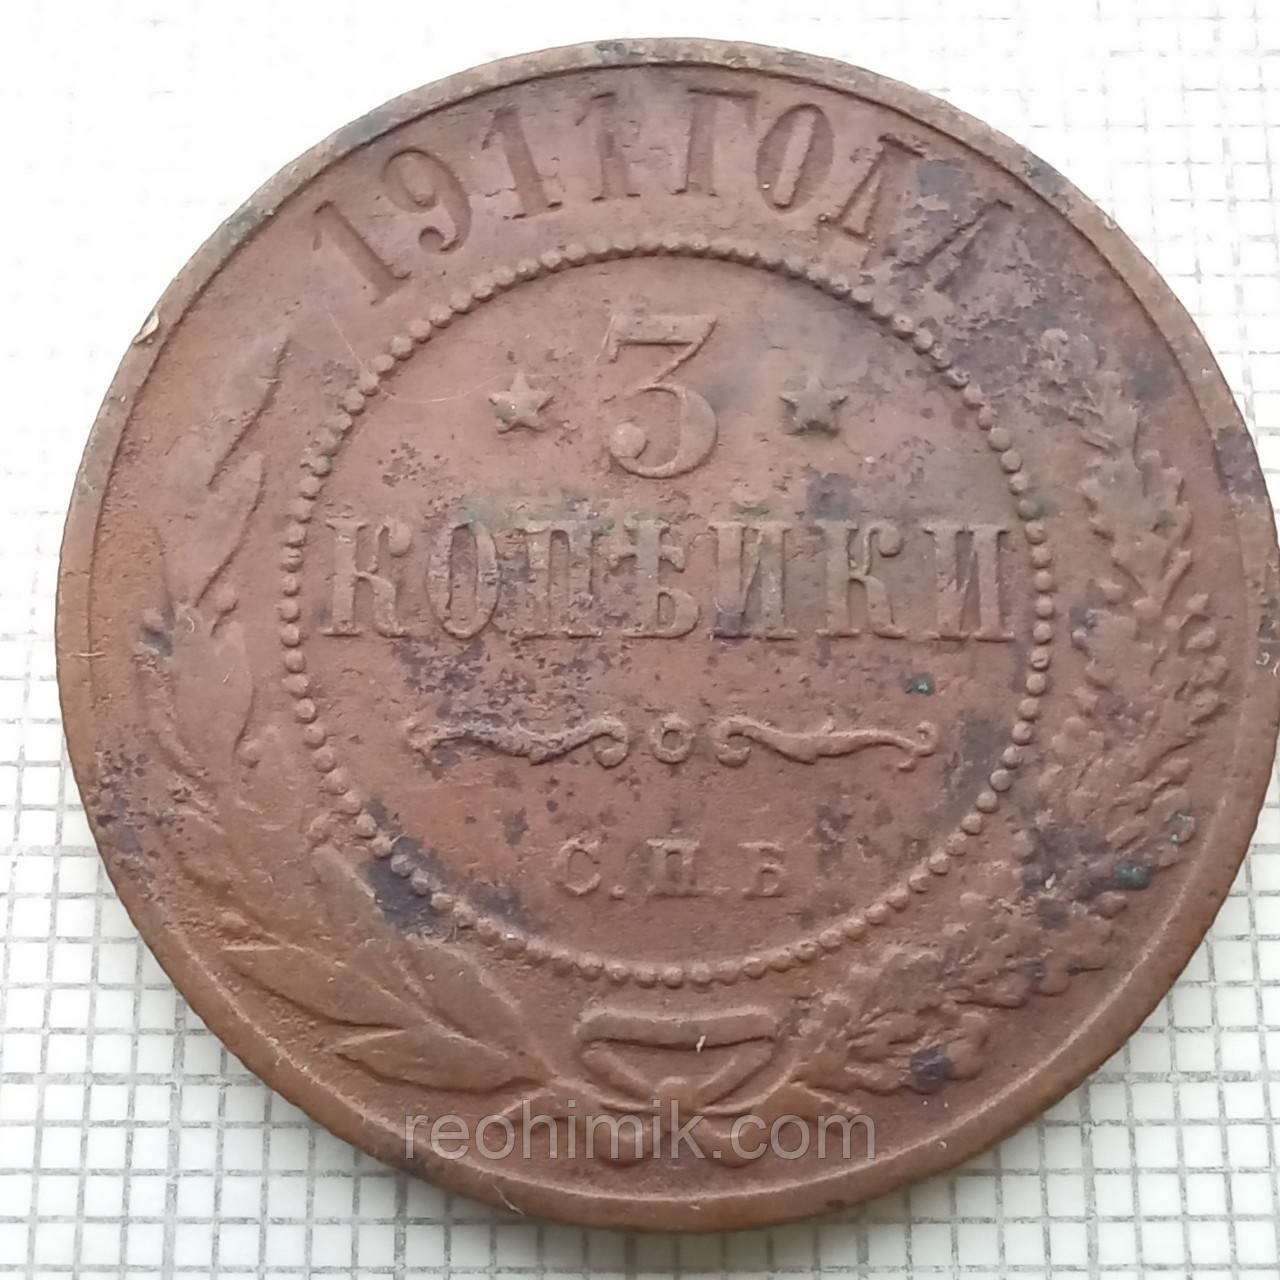 1911 ГОДА
3
КОПѢЙКИ
С.П.Б
reohimik.com